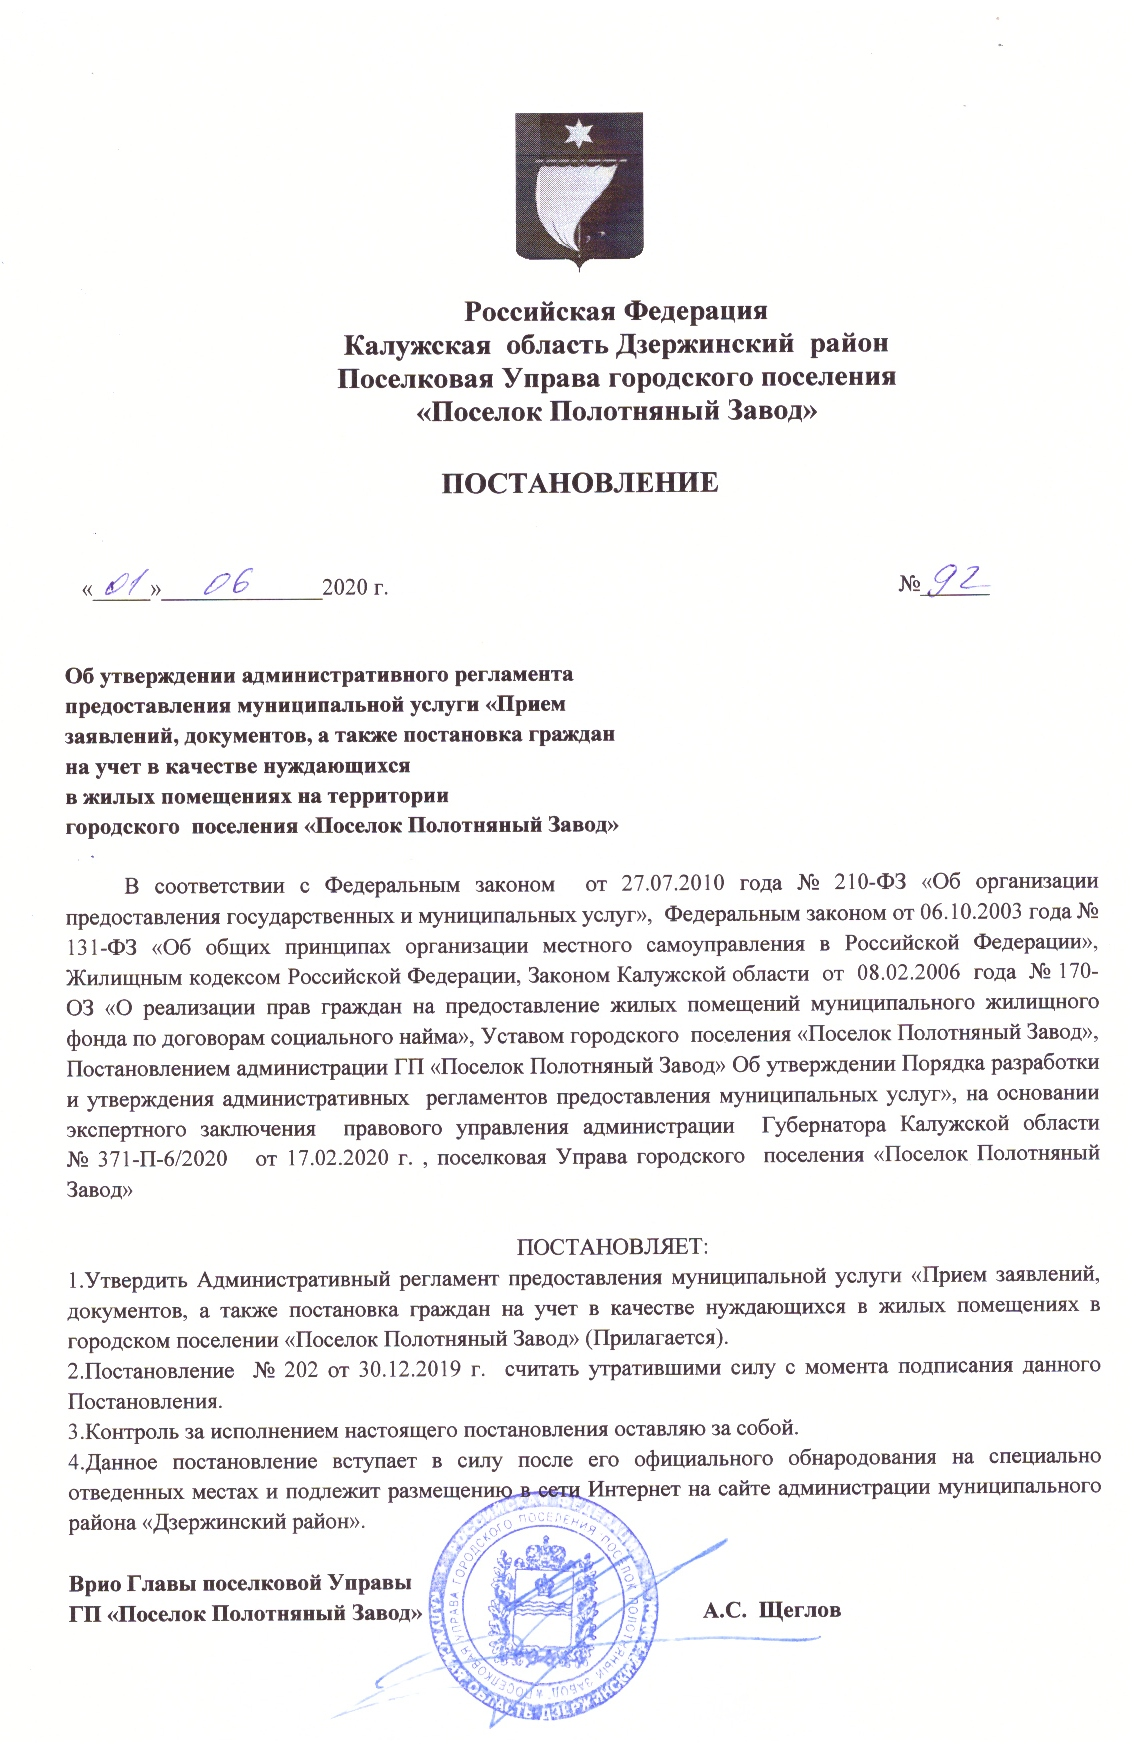 Российская Федерация
Калужская область Дзержинский район
Поселковая Управа городского поселения
«Поселок Полотняный Завод»
ПОСТАНОВЛЕНИЕ
«01» 06 2020 г. № 92
Об утверждении административного регламента
предоставления муниципальной услуги «Прием
заявлений, документов, а также постановка граждан
на учет в качестве нуждающихся
в жилых помещениях на территории
городского поселения «Поселок Полотняный Завод»
В соответствии с Федеральным законом от 27.07.2010 года № 210-ФЗ «Об организации
предоставления государственных и муниципальных услуг», Федеральным законом от 06.10.2003 года №
131-ФЗ «Об общих принципах организации местного самоуправления в Российской Федерации»,
Жилищным кодексом Российской Федерации, Законом Калужской области от 08.02.2006 года № 170-
ОЗ «О реализации прав граждан на предоставление жилых помещений муниципального жилищного
фонда по договорам социального найма», Уставом городского поселения «Поселок Полотняный Завод»,
Постановлением администрации ГП «Поселок Полотняный Завод» Об утверждении Порядка разработки
и утверждения административных регламентов предоставления муниципальных услуг», на основании
экспертного заключения правового управления администрации Губернатора Калужской области
№ 371-П-6/2020 от 17.02.2020 г. , поселковая Управа городского поселения «Поселок Полотняный
Завод»
ПОСТАНОВЛЯЕТ:
1.Утвердить Административный регламент предоставления муниципальной услуги «Прием заявлений,
документов, а также постановка граждан на учет в качестве нуждающихся в жилых помещениях в
городском поселении «Поселок Полотняный Завод» (Прилагается).
2.Постановление № 202 от 30.12.2019 г. считать утратившими силу с момента подписания данного
Постановления.
3.Контроль за исполнением настоящего постановления оставляю за собой.
4.Данное постановление вступает в силу после его официального обнародования на специально
отведенных местах и подлежит размещению в сети Интернет на сайте администрации муниципального
района «Дзержинский район».
Врио Главы поселковой Управы
ГП «Поселок Полотняный Завод» А.С. Щеглов
ПОСЕЛКОВАЯ УПРАВА ГОРОДСКОГО ПОСЕЛЕНИЯ ПОСЕЛОК ПОЛОТНЯНЫЙ ЗАВОД
ОБЛАСТЬ ДЗЕРЖИНСКИЙ